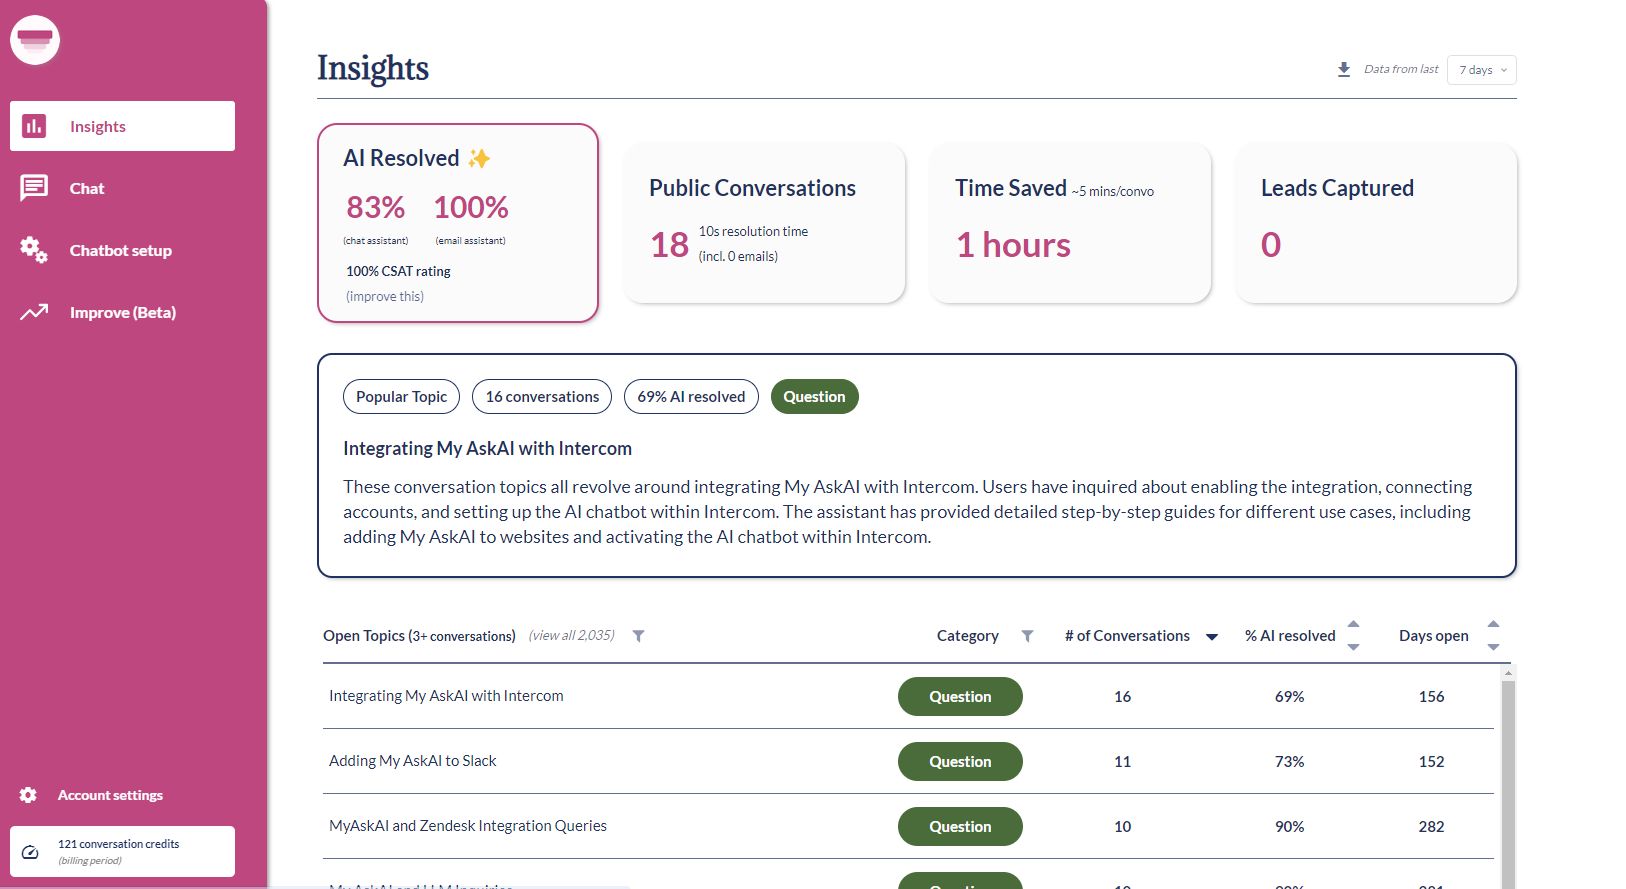 Insights
Chat
Chatbot setup
Improve (Beta)
Account settings
121 conversation credits
(billing period)
Insights
Data from last
7 days
AI Resolved ✨
83% 100%
(chat assistant) (email assistant)
100% CSAT rating
(improve this)
Public Conversations
18
10s resolution time
(incl. 0 emails)
Time Saved ~5 mins/convo
1 hours
Leads Captured
0
Popular Topic 16 conversations 69% AI resolved Question
Integrating My AskAI with Intercom
These conversation topics all revolve around integrating My AskAI with Intercom. Users have inquired about enabling the integration, connecting
accounts, and setting up the AI chatbot within Intercom. The assistant has provided detailed step-by-step guides for different use cases, including
adding My AskAI to websites and activating the AI chatbot within Intercom.
Open Topics (3+ conversations) (view all 2,035) Category # of Conversations % AI resolved Days open
Integrating My AskAI with Intercom Question 16 69% 156
Adding My AskAI to Slack Question 11 73% 152
MyAskAI and Zendesk Integration Queries Question 10 90% 282
My AskAI and LLM Inquiries Question 10